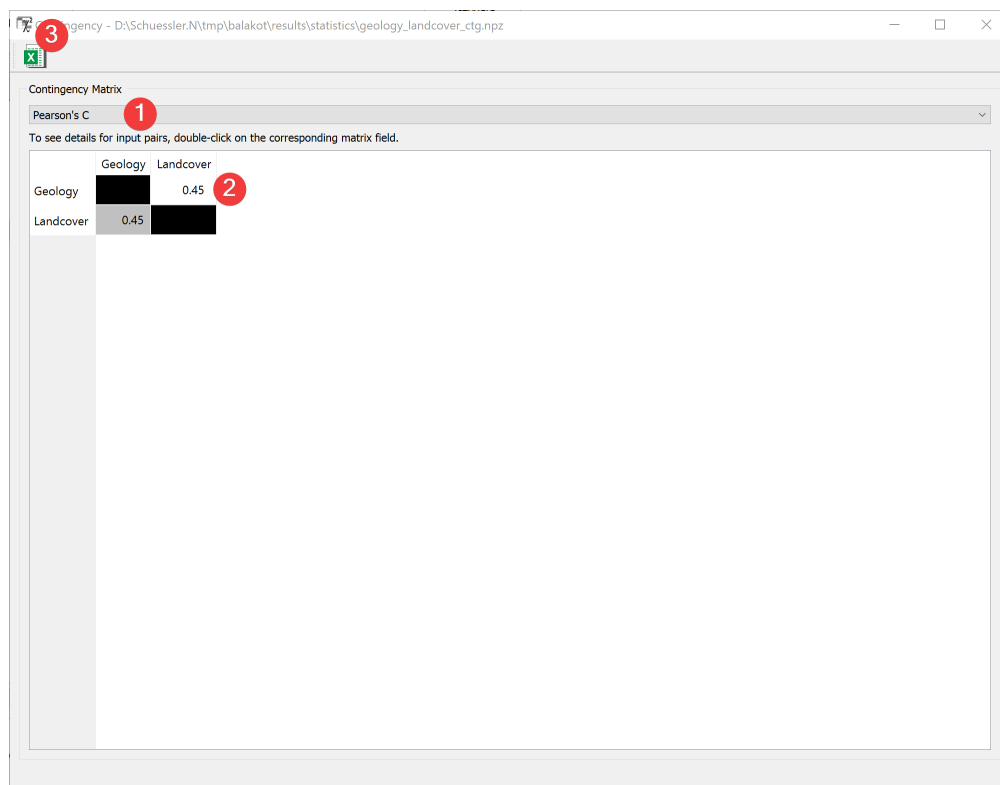 ngency - D:\Schuessler.N\tmp\balakot\results\statistics\geology_landcover_ctg.npz
3
Contingency Matrix
Pearson's C 1
To see details for input pairs, double-click on the corresponding matrix field.
Geology Landcover
Geology 0.45 2
Landcover 0.45